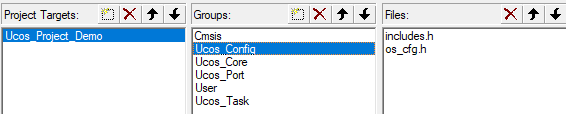 Project Targets:
Groups:
Files:
Ucos_Project_Demo
Cmsis
Ucos_Config
Ucos_Core
Ucos_Port
User
Ucos_Task
includes.h
os_cfg.h